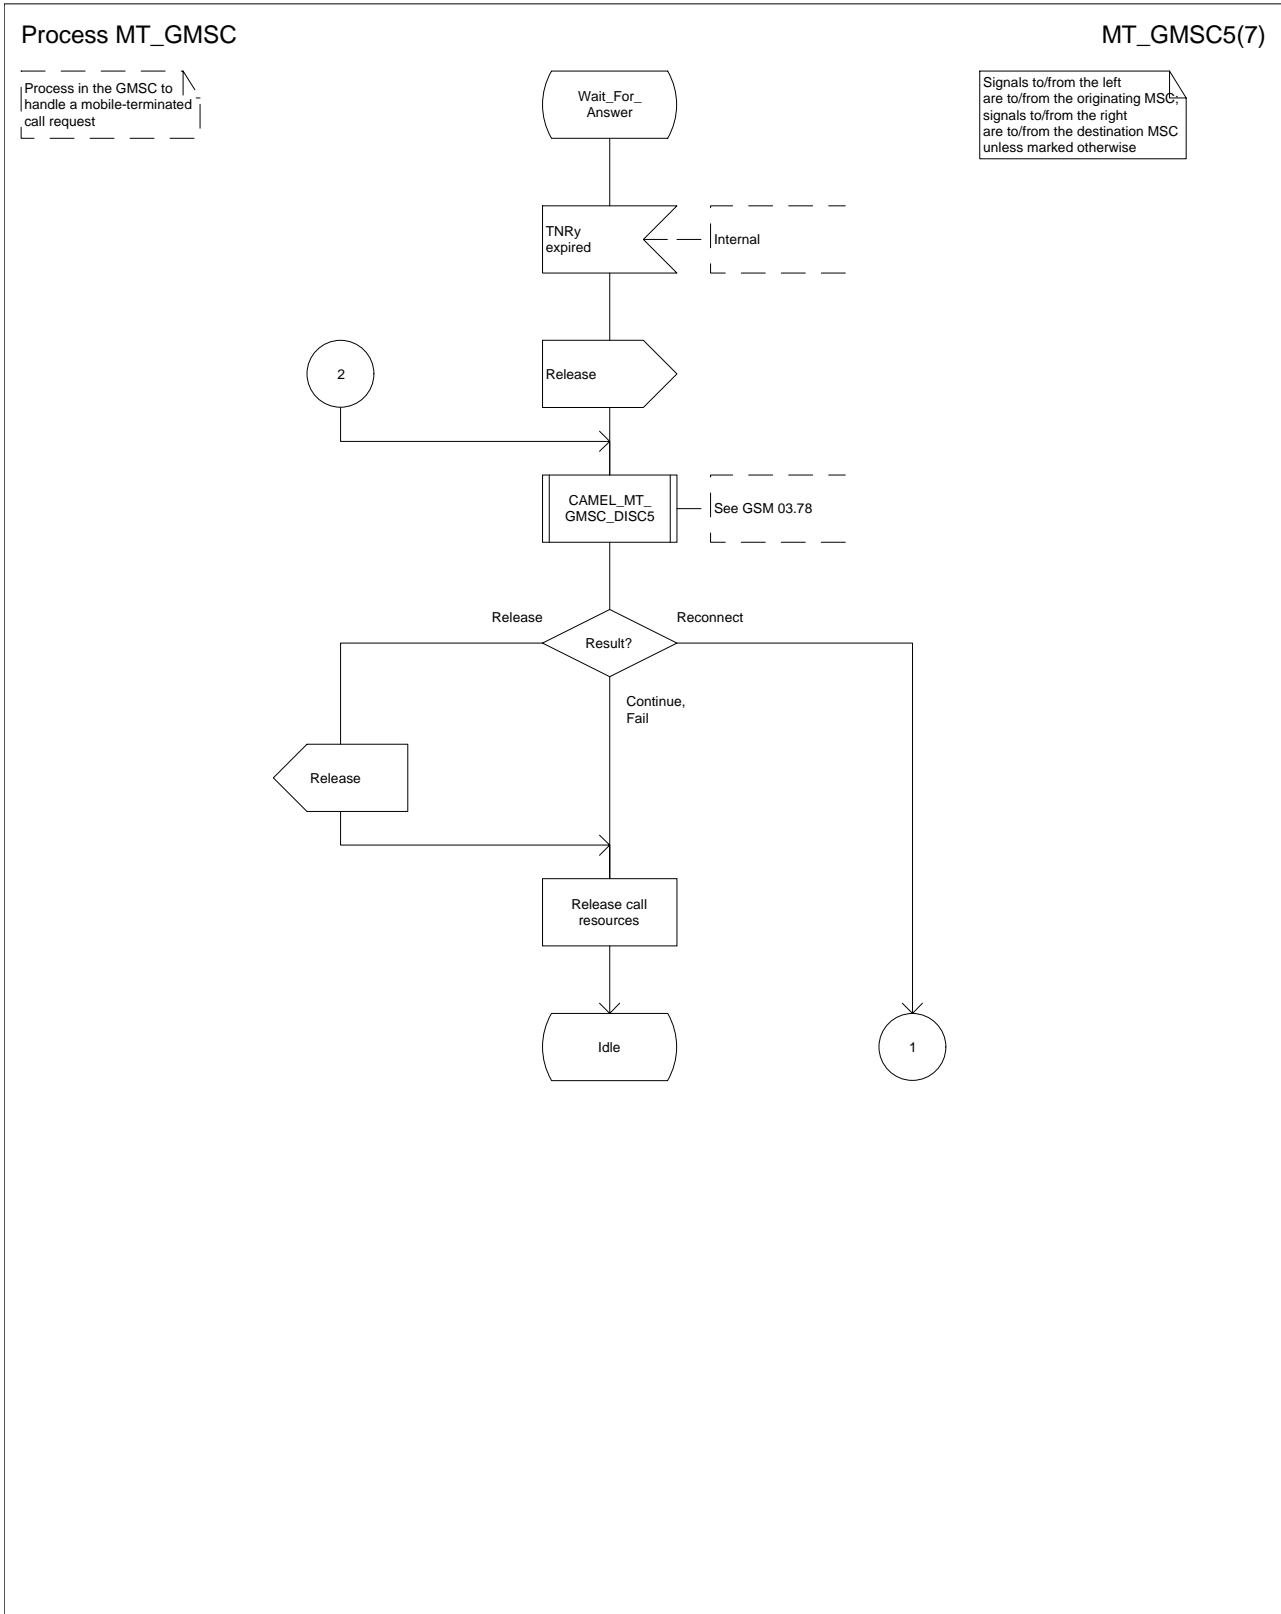 Process MT_GMSC
MT_GMSC5(7)
Process in the GMSC to
handle a mobile-terminated
call request
Wait_For_
Answer
Signals to/from the left
are to/from the originating MSC;
signals to/from the right
are to/from the destination MSC
unless marked otherwise
TNRy
expired
Internal
2
Release
CAMEL_MT_
GMSC_DISC5
See GSM 03.78
Release
Reconnect
Result?
Continue,
Fail
Release
Release call
resources
Idle
1